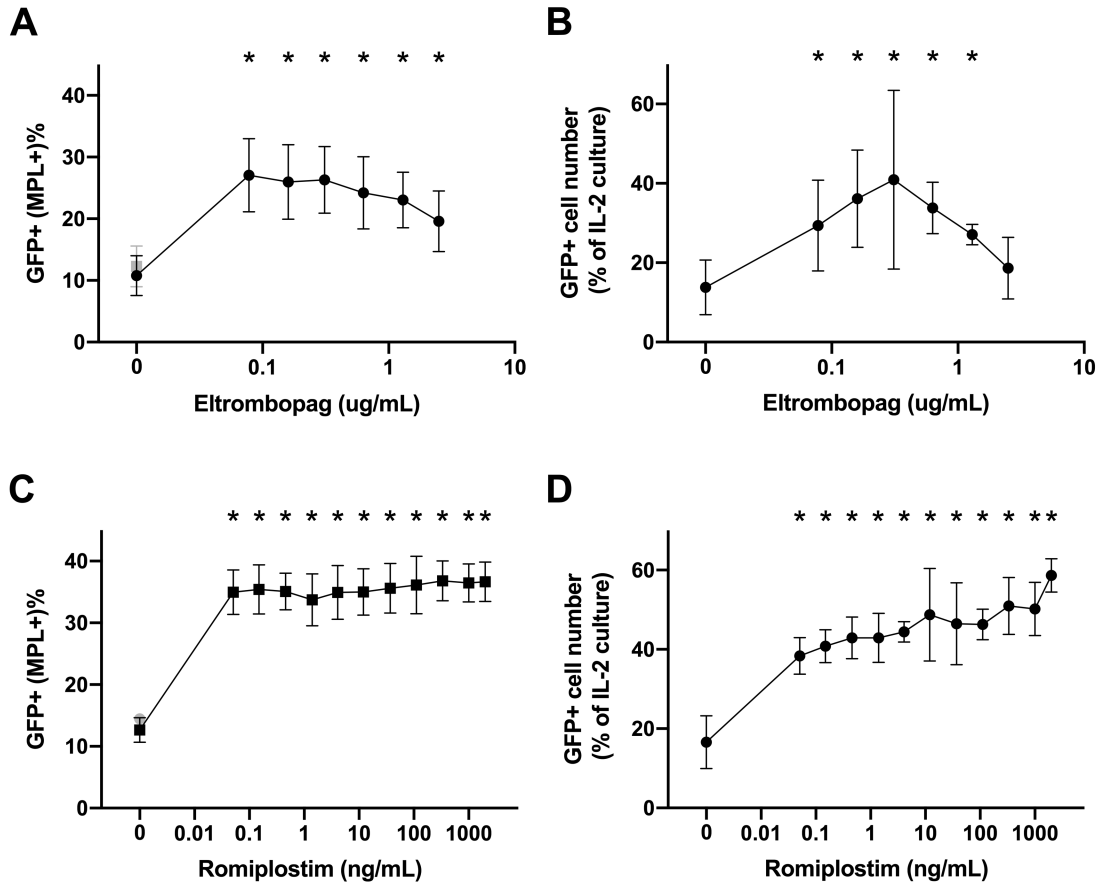 A
* * * * * *
GFP+ (MPL+)%
40
30
20
10
0
0 0.1 1 10
Eltrombopag (ug/mL)
B
* * * * *
GFP+ cell number
(% of IL-2 culture)
60
40
20
0
0 0.1 1 10
Eltrombopag (ug/mL)
C
* * * * * * * * * * *
GFP+ (MPL+)%
40
30
20
10
0
0 0.01 0.1 1 10 100 1000
Romiplostim (ng/mL)
D
* * * * * * * * * * *
GFP+ cell number
(% of IL-2 culture)
60
40
20
0
0 0.01 0.1 1 10 100 1000
Romiplostim (ng/mL)